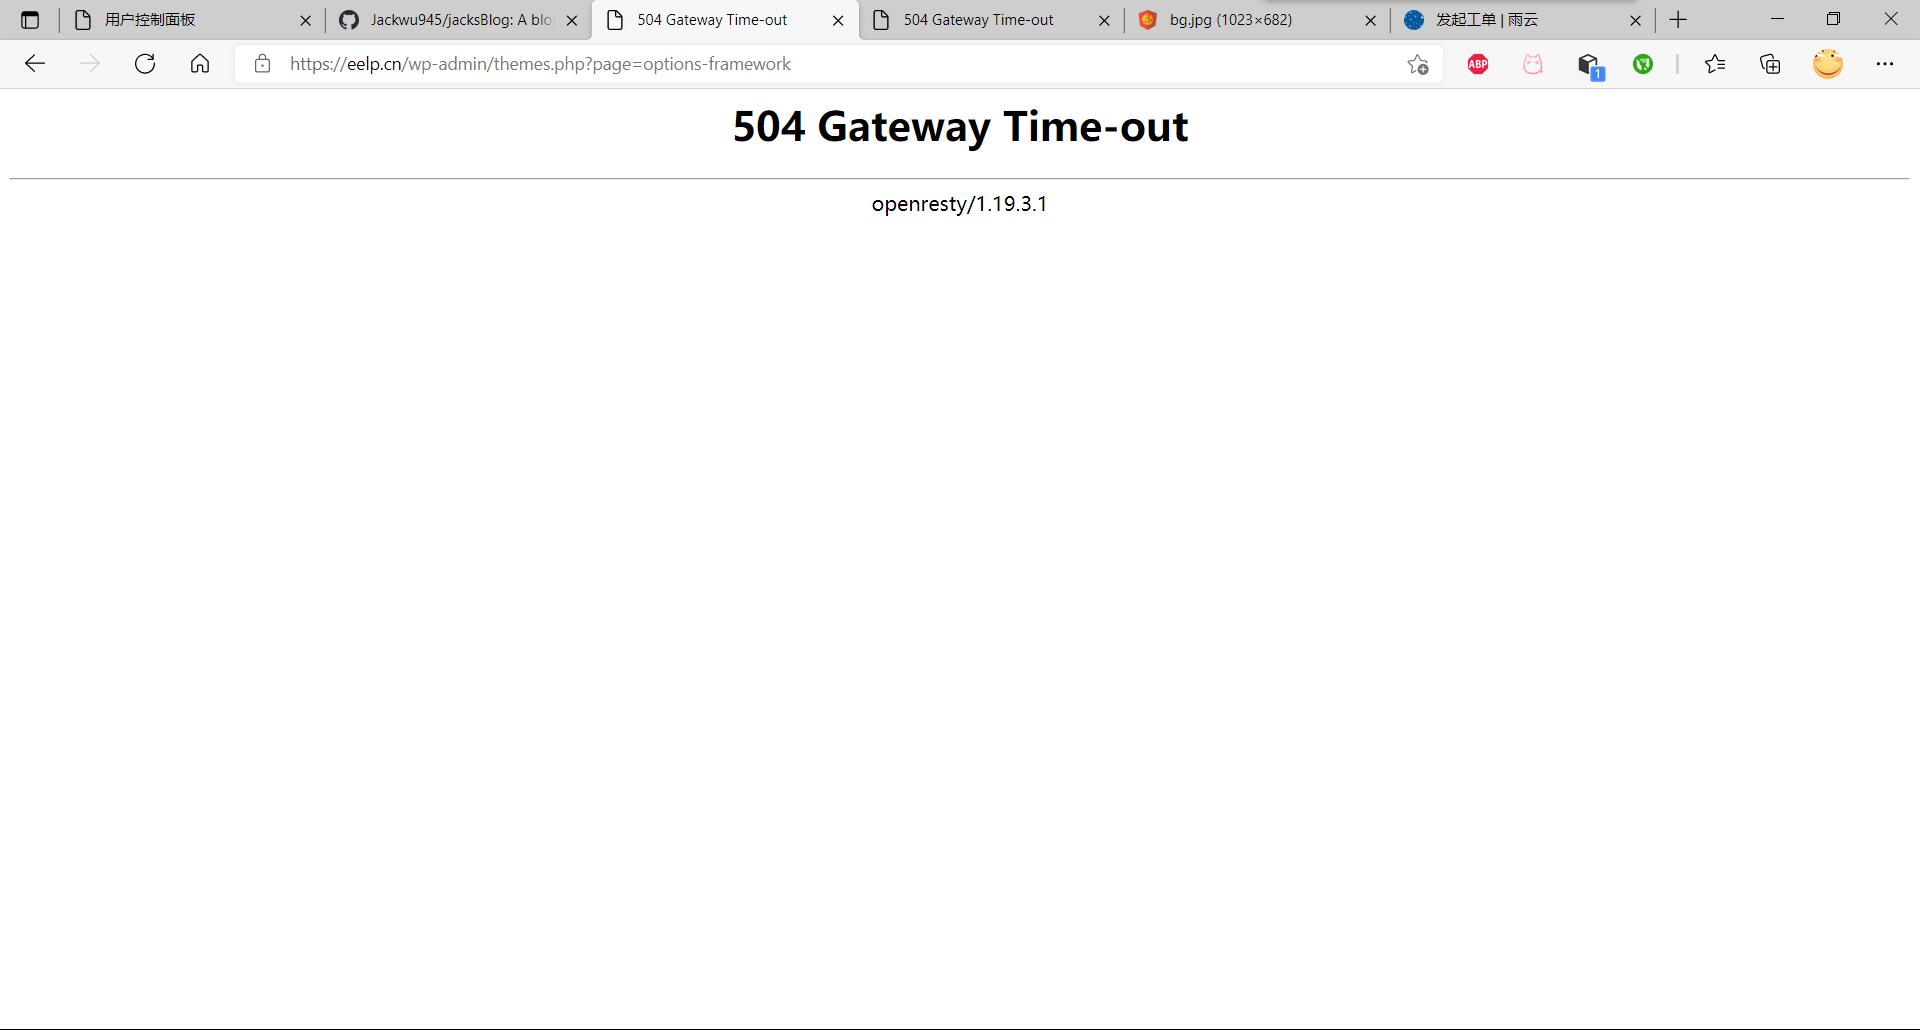 用户控制面板
Jackwu945/jacksBlog: A blo
504 Gateway Time-out
504 Gateway Time-out
bg.jpg (1023×682)
发起工单 | 雨云
https://eelp.cn/wp-admin/themes.php?page=options-framework
ABP
1
504 Gateway Time-out
openresty/1.19.3.1